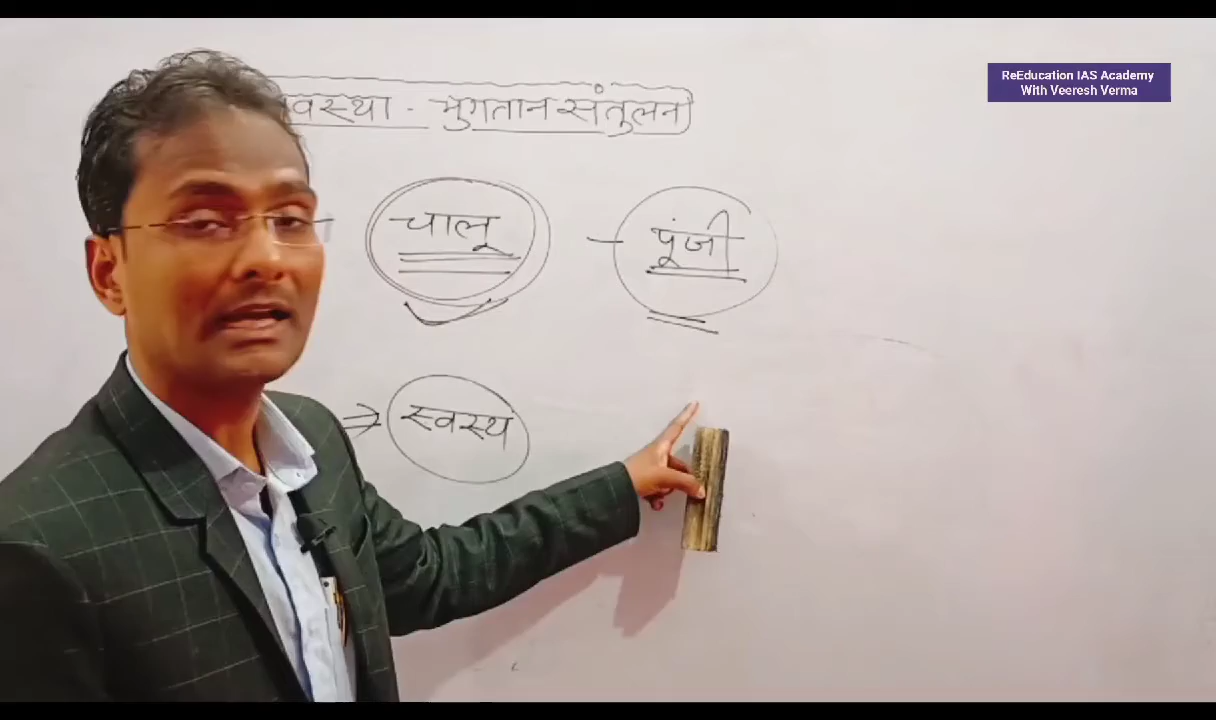 ReEducation IAS Academy
With Veeresh Verma
- भुगतान संतुलन
चालू
- पूंजी
⇒ स्वस्थ